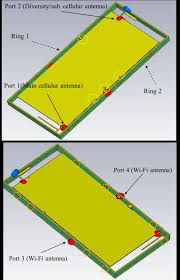 Port 2 (Diversity/sub cellular antenna)
Ring 1
Port 1(Main cellular antenna)
Ring 2
Port 4 (Wi-Fi antenna)
Port 3 (Wi-Fi antenna)